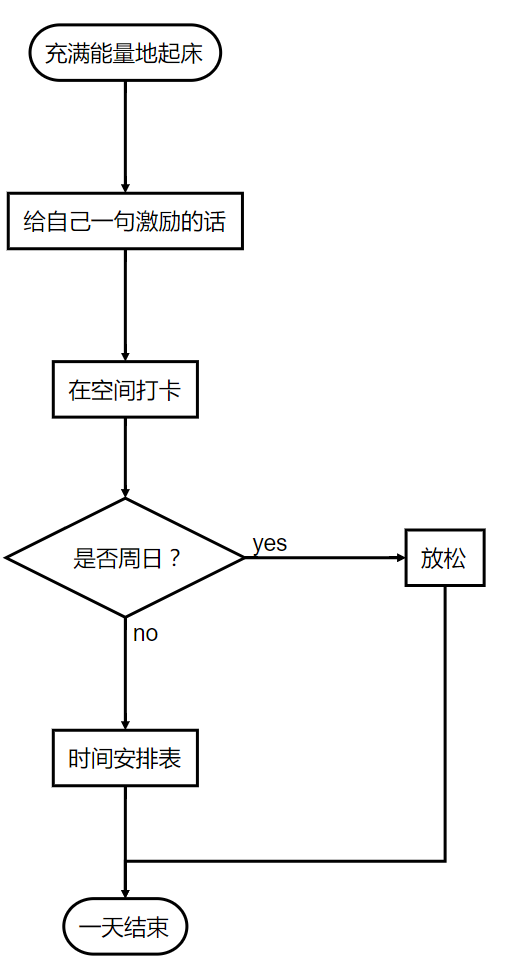 充满能量地起床
给自己一句激励的话
在空间打卡
是否周日？
yes
放松
no
时间安排表
一天结束